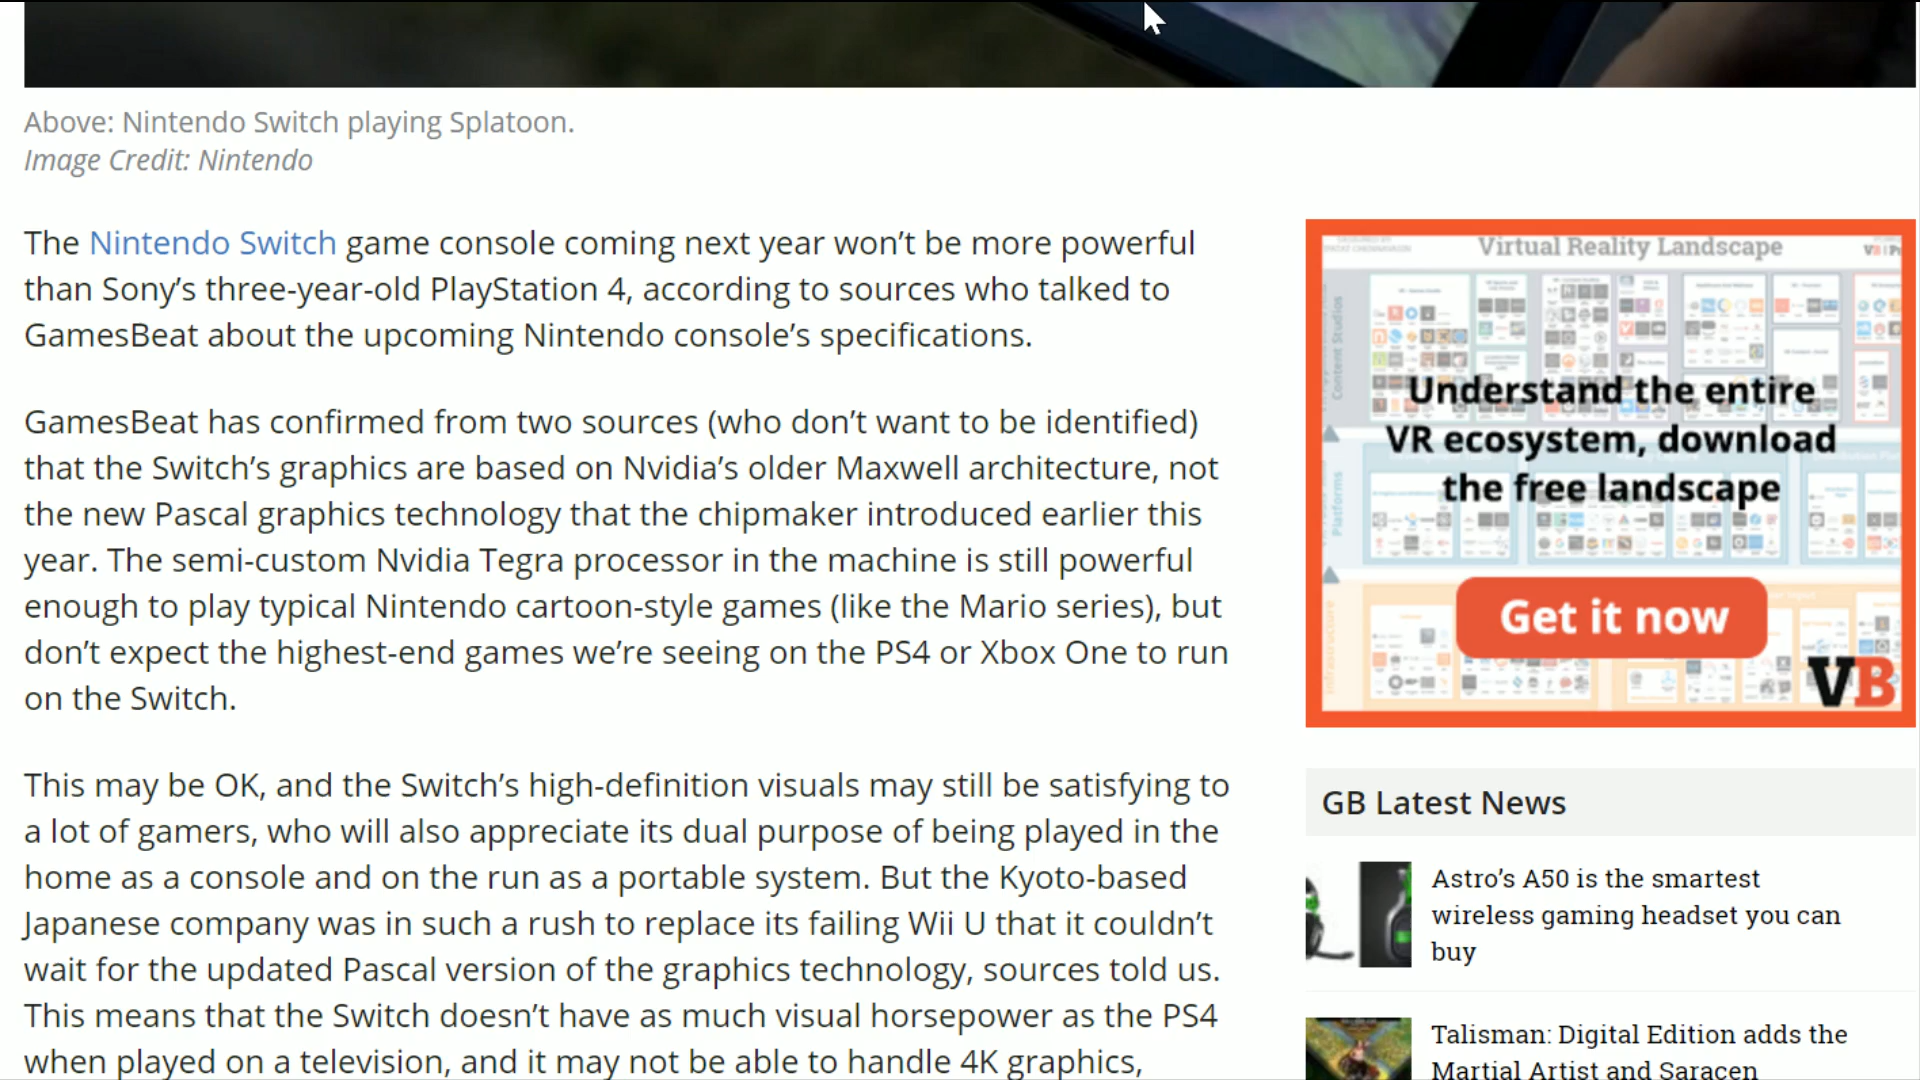 Above: Nintendo Switch playing Splatoon.
Image Credit: Nintendo
The Nintendo Switch game console coming next year won’t be more powerful
than Sony’s three-year-old PlayStation 4, according to sources who talked to
GamesBeat about the upcoming Nintendo console’s specifications.
GamesBeat has confirmed from two sources (who don’t want to be identified)
that the Switch’s graphics are based on Nvidia’s older Maxwell architecture, not
the new Pascal graphics technology that the chipmaker introduced earlier this
year. The semi-custom Nvidia Tegra processor in the machine is still powerful
enough to play typical Nintendo cartoon-style games (like the Mario series), but
don’t expect the highest-end games we’re seeing on the PS4 or Xbox One to run
on the Switch.
This may be OK, and the Switch’s high-definition visuals may still be satisfying to
a lot of gamers, who will also appreciate its dual purpose of being played in the
home as a console and on the run as a portable system. But the Kyoto-based
Japanese company was in such a rush to replace its failing Wii U that it couldn’t
wait for the updated Pascal version of the graphics technology, sources told us.
This means that the Switch doesn’t have as much visual horsepower as the PS4
when played on a television, and it may not be able to handle 4K graphics,
Virtual Reality Landscape
Content Studios
Platforms
Infrastructure
Understand the entire
VR ecosystem, download
the free landscape
Get it now
VB
GB Latest News
Astro’s A50 is the smartest
wireless gaming headset you can
buy
Talisman: Digital Edition adds the
Martial Artist and Saracen